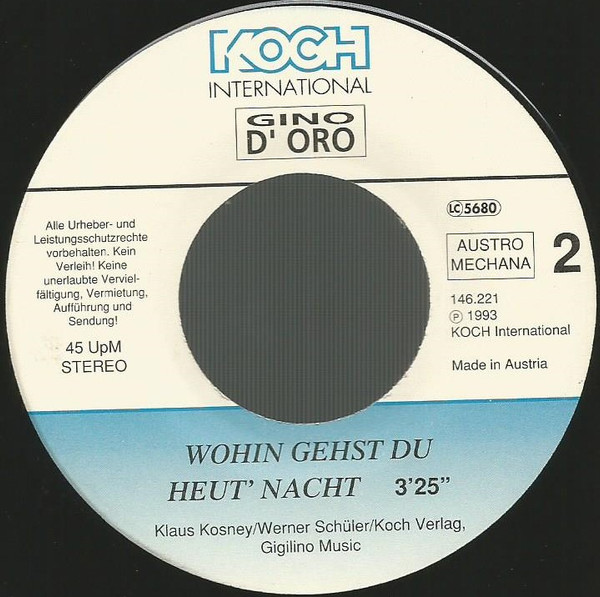 KOCH
INTERNATIONAL
GINO
D' ORO
Alle Urheber- und
Leistungsschutzrechte
vorbehalten. Kein
Verleih! Keine
unerlaubte Verviel-
fältigung, Vermietung,
Aufführung und
Sendung!
45 UpM
STEREO
LC 5680
AUSTRO
MECHANA
2
146.221
℗ 1993
KOCH International
Made in Austria
WOHIN GEHST DU
HEUT' NACHT 3'25"
Klaus Kosney/Werner Schüler/Koch Verlag,
Gigilino Music